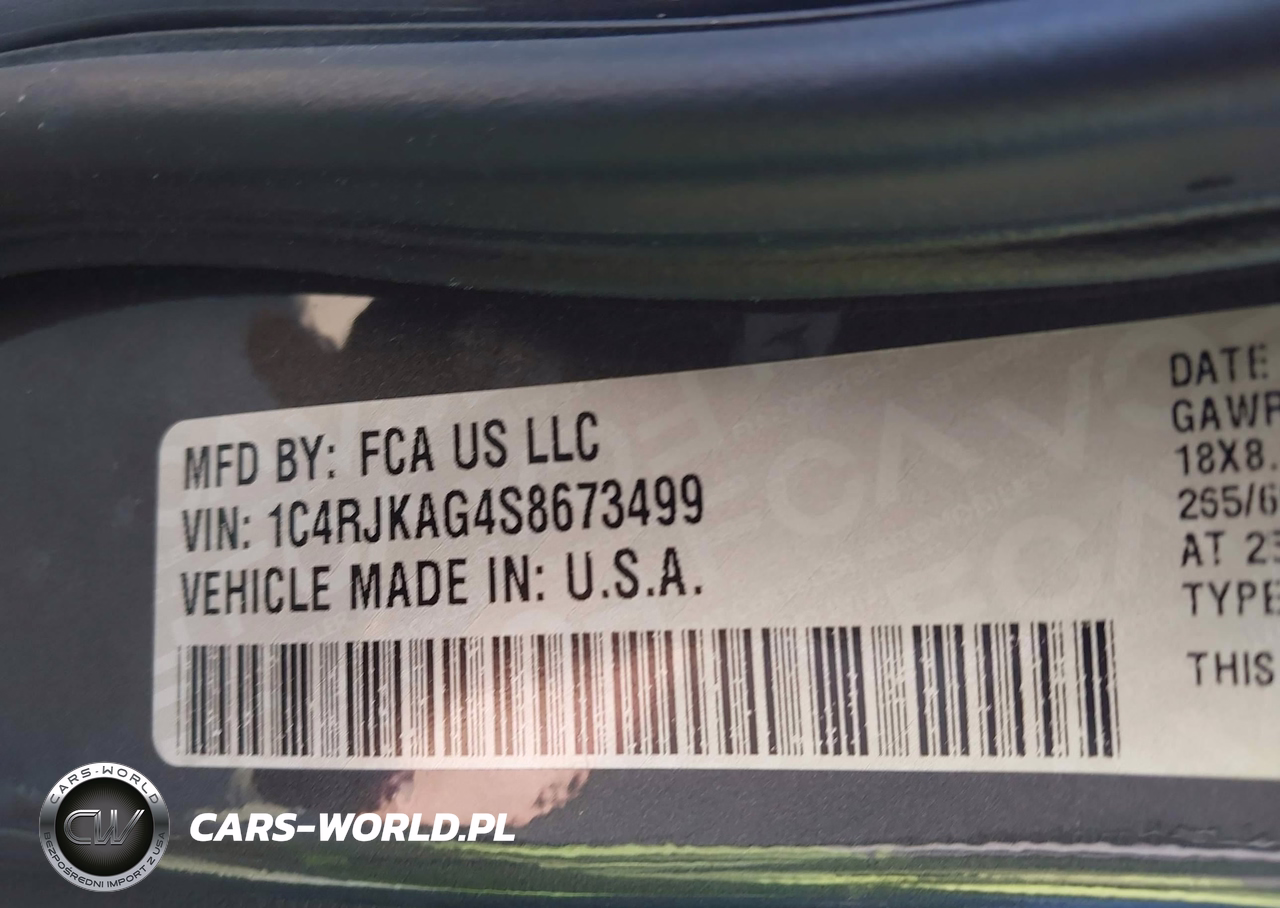 MFD BY: FCA US LLC
VIN: 1C4RJKAG4S8673499
VEHICLE MADE IN: U.S.A.
DATE
GAWR
18X8.
265/6
AT 23
TYPE
THIS
CARS-WORLD
CW
BEZPOŚREDNI IMPORT Z USA
CARS-WORLD.PL